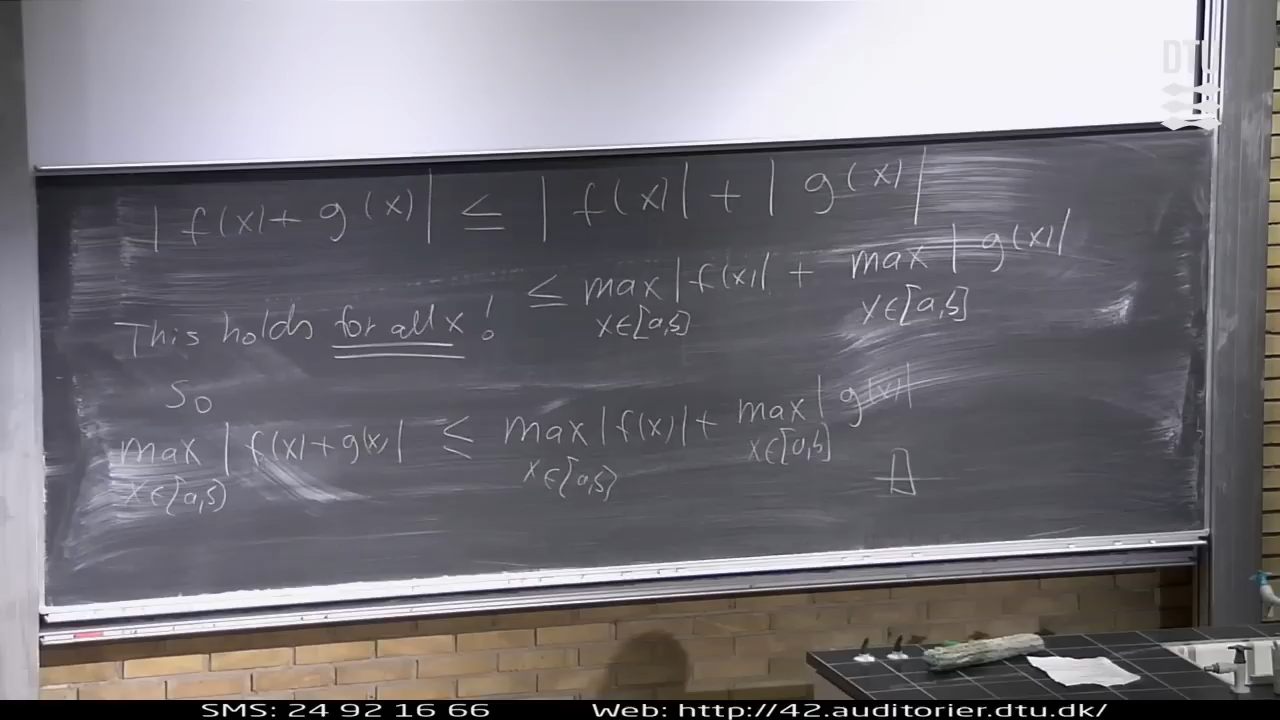 |f(x)+g(x)| ≤ |f(x)| + |g(x)|
≤ max |f(x)| + max |g(x)|
x∈[a,b] x∈[a,b]
This holds for all x!
So
max |f(x)+g(x)| ≤ max |f(x)| + max |g(x)|
x∈[a,b] x∈[a,b] x∈[a,b]
DTU
SMS: 24 92 16 66 Web: http://42.auditorier.dtu.dk/